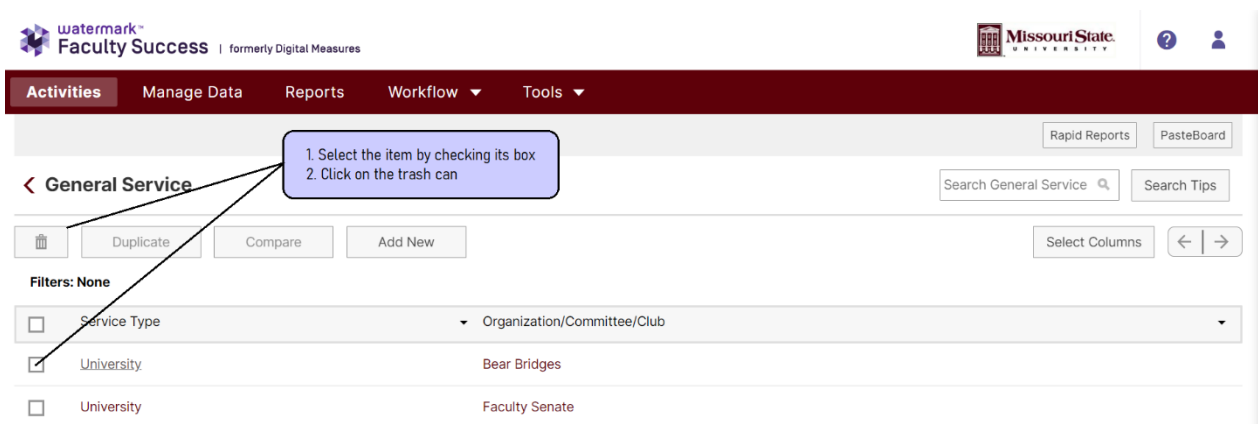 watermark™
Faculty Success | formerly Digital Measures
Missouri State.
UNIVERSITY
?
Activities Manage Data Reports Workflow Tools
Rapid Reports PasteBoard
1. Select the item by checking its box
2. Click on the trash can
General Service
Search General Service Search Tips
Duplicate Compare Add New Select Columns
Filters: None
Service Type Organization/Committee/Club
University Bear Bridges
University Faculty Senate